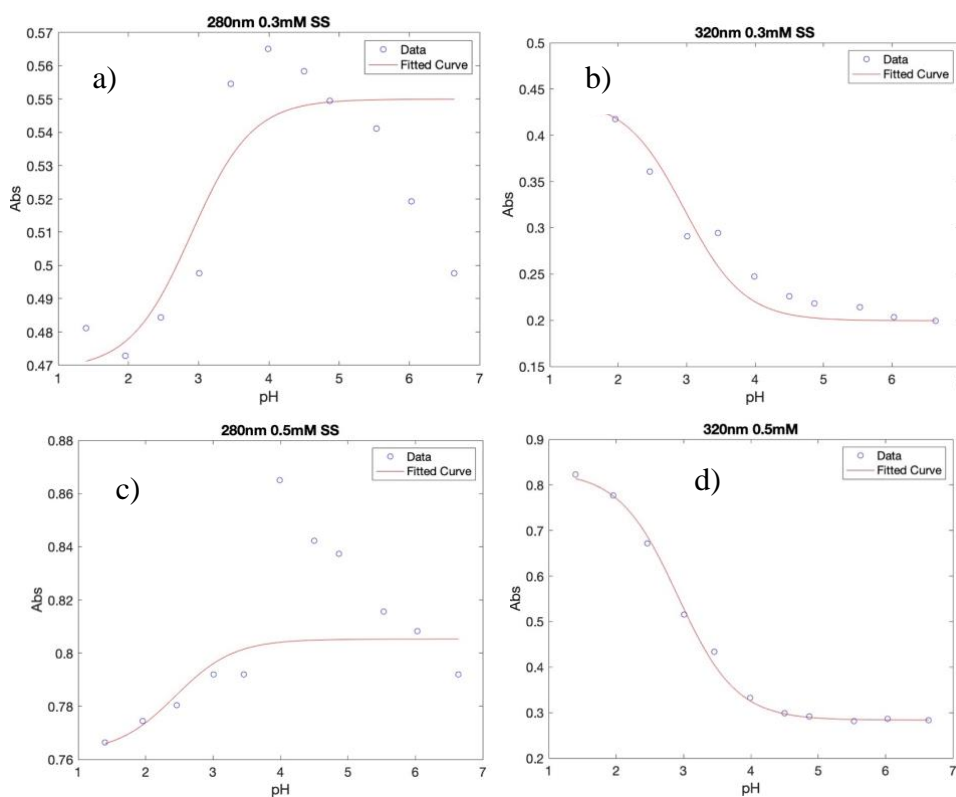 280nm 0.3mM SS
0.57
0.56
0.55
0.54
0.53
0.52
0.51
0.5
0.49
0.48
0.47
Abs
1 2 3 4 5 6 7
pH
Data
Fitted Curve
a)
320nm 0.3mM SS
0.5
0.45
0.4
0.35
0.3
0.25
0.2
0.15
Abs
1 2 3 4 5 6 7
pH
Data
Fitted Curve
b)
280nm 0.5mM SS
0.88
0.86
0.84
0.82
0.8
0.78
0.76
Abs
1 2 3 4 5 6 7
pH
Data
Fitted Curve
c)
320nm 0.5mM
0.9
0.8
0.7
0.6
0.5
0.4
0.3
0.2
Abs
1 2 3 4 5 6 7
pH
Data
Fitted Curve
d)